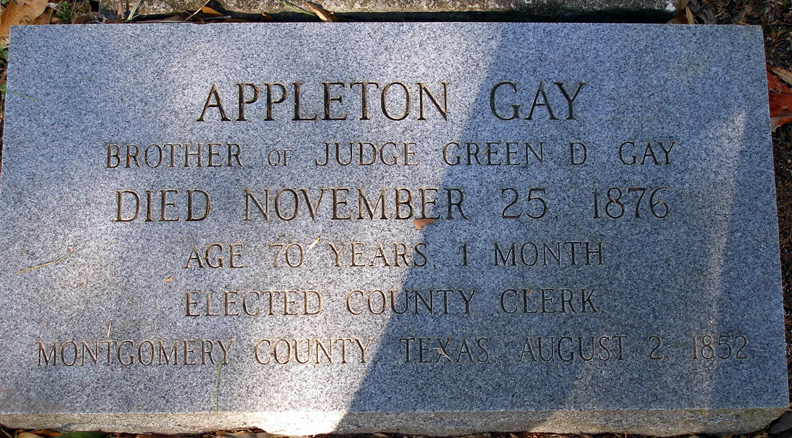 APPLETON GAY
BROTHER OF JUDGE GREEN D GAY
DIED NOVEMBER 25, 1876
AGE 70 YEARS, 1 MONTH
ELECTED COUNTY CLERK,
MONTGOMERY COUNTY, TEXAS AUGUST 2 1852